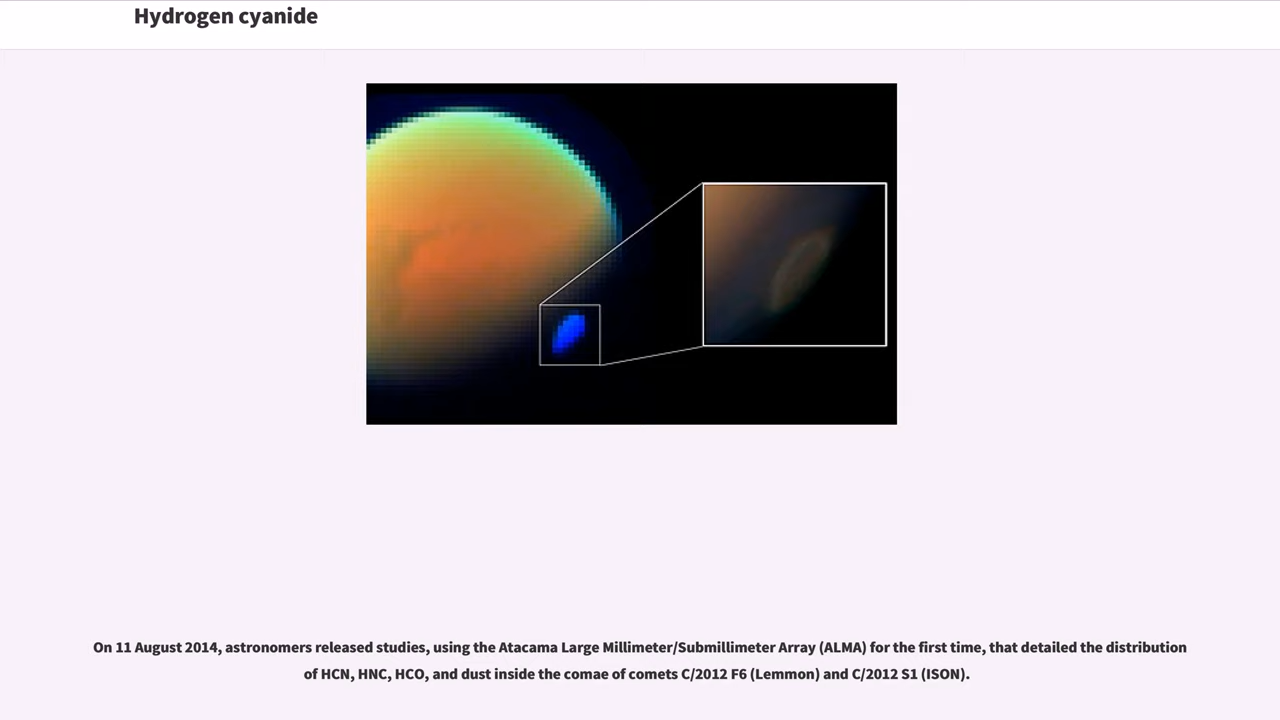 Hydrogen cyanide
On 11 August 2014, astronomers released studies, using the Atacama Large Millimeter/Submillimeter Array (ALMA) for the first time, that detailed the distribution
of HCN, HNC, HCO, and dust inside the comae of comets C/2012 F6 (Lemmon) and C/2012 S1 (ISON).